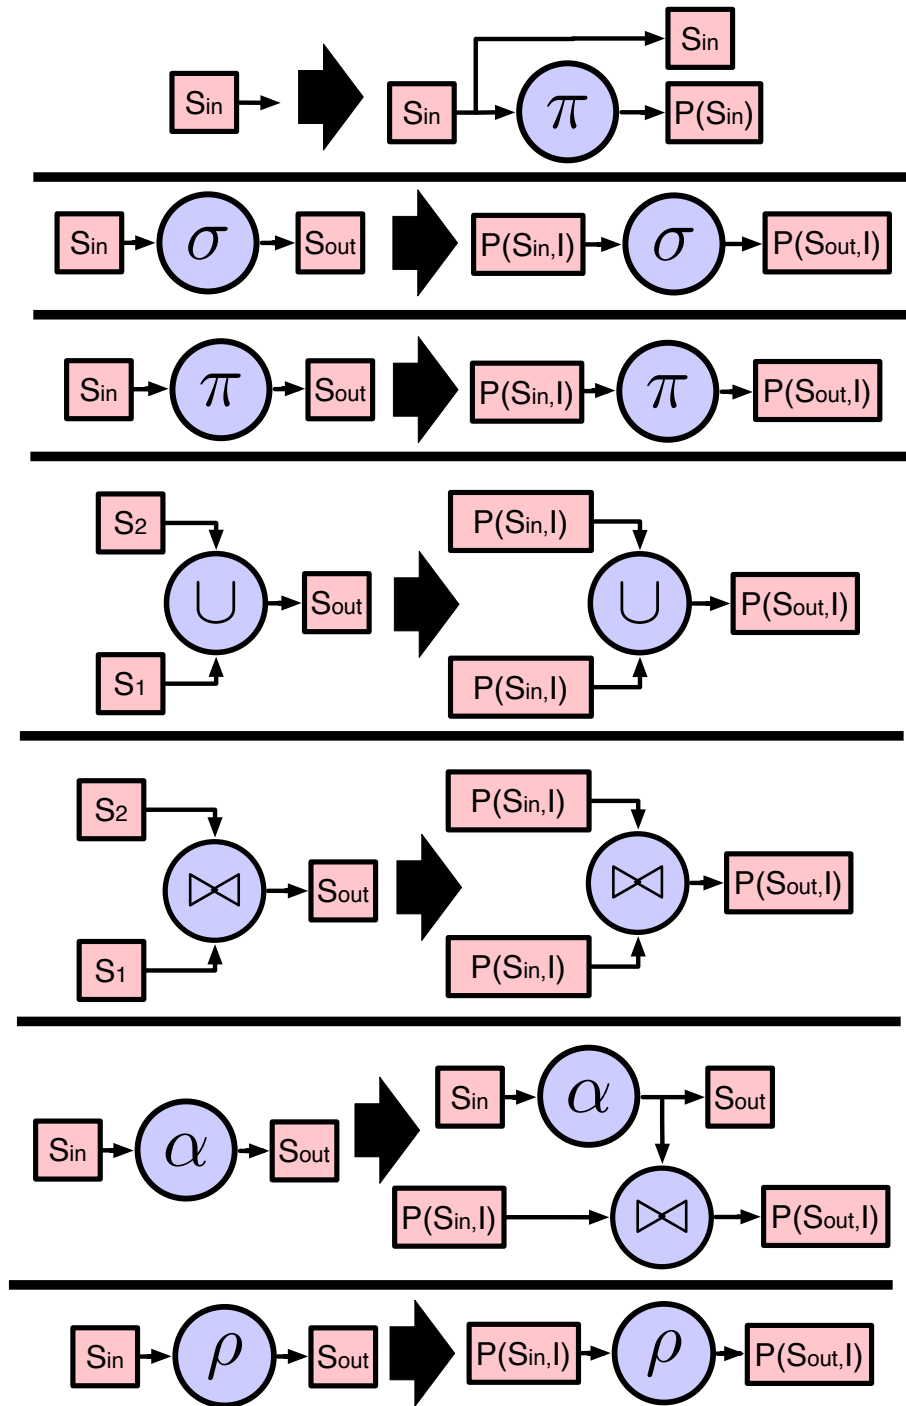 Sin
Sin
Sin
π
P(Sin)
Sin
σ
Sout
P(Sin,I)
σ
P(Sout,I)
Sin
π
Sout
P(Sin,I)
π
P(Sout,I)
S2
∪
Sout
S1
P(Sin,I)
∪
P(Sout,I)
P(Sin,I)
S2
⋈
Sout
S1
P(Sin,I)
⋈
P(Sout,I)
P(Sin,I)
Sin
α
Sout
Sin
α
Sout
P(Sin,I)
⋈
P(Sout,I)
Sin
ρ
Sout
P(Sin,I)
ρ
P(Sout,I)